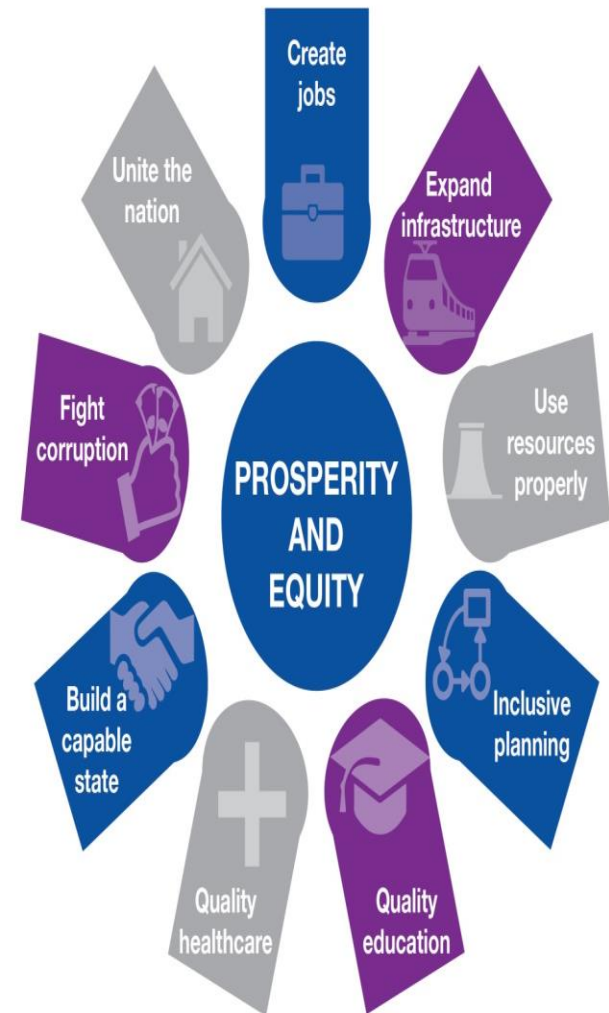 Create
jobs
Expand
infrastructure
Use
resources
properly
Inclusive
planning
Quality
education
Quality
healthcare
Build a
capable
state
Fight
corruption
Unite the
nation
PROSPERITY
AND
EQUITY